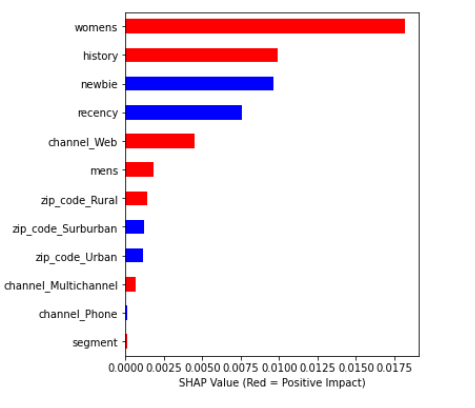 womens
history
newbie
recency
channel_Web
mens
zip_code_Rural
zip_code_Surburban
zip_code_Urban
channel_Multichannel
channel_Phone
segment
0.0000 0.0025 0.0050 0.0075 0.0100 0.0125 0.0150 0.0175
SHAP Value (Red = Positive Impact)